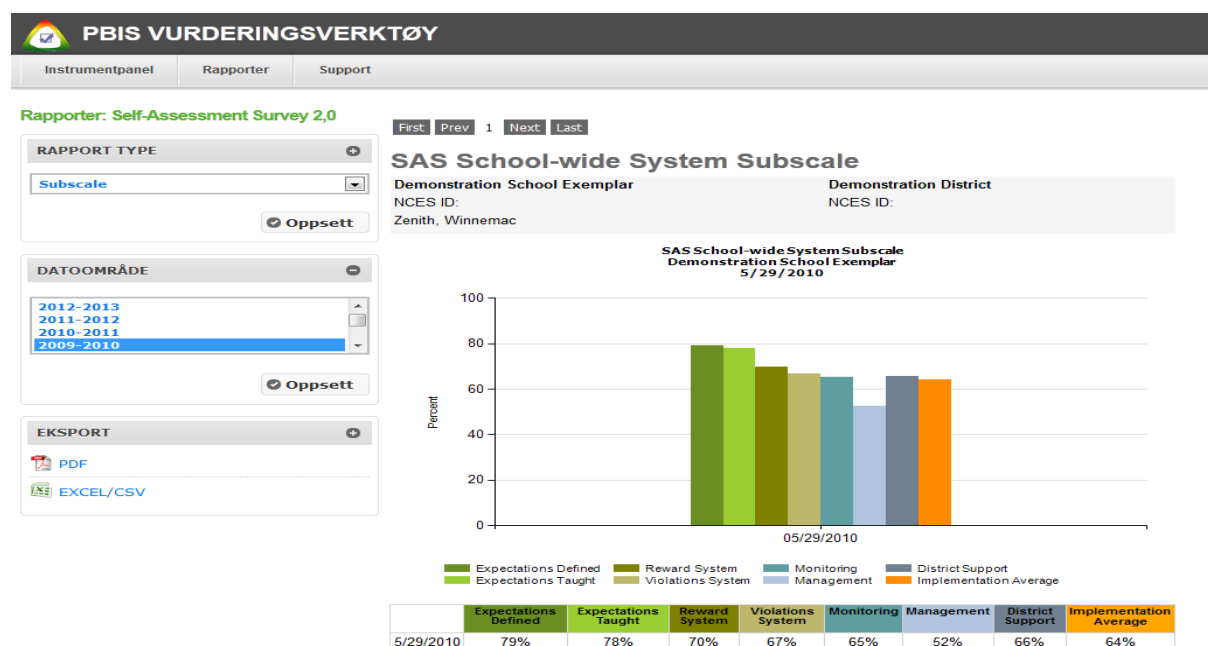 PBIS VURDERINGSVERKTØY
Instrumentpanel Rapporter Support
Rapporter: Self-Assessment Survey 2,0
RAPPORT TYPE
Subscale
Oppsett
DATOOMRÅDE
2012-2013
2011-2012
2010-2011
2009-2010
Oppsett
EKSPORT
PDF
EXCEL/CSV
First Prev 1 Next Last
SAS School-wide System Subscale
Demonstration School Exemplar Demonstration District
NCES ID: NCES ID:
Zenith, Winnemac
SAS School-wide System Subscale
Demonstration School Exemplar
5/29/2010
100
80
60
40
20
0
Percent
05/29/2010
Expectations Defined Reward System Monitoring District Support
Expectations Taught Violations System Management Implementation Average
Expectations Defined Expectations Taught Reward System Violations System Monitoring Management District Support Implementation Average
5/29/2010 79% 78% 70% 67% 65% 52% 66% 64%